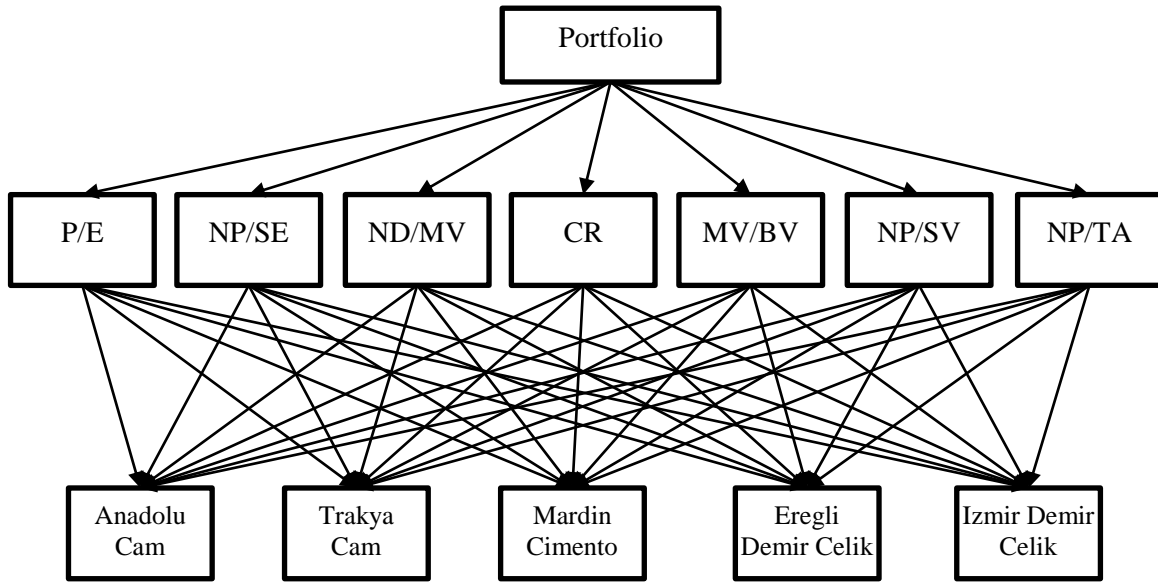 Portfolio
P/E
NP/SE
ND/MV
CR
MV/BV
NP/SV
NP/TA
Anadolu
Cam
Trakya
Cam
Mardin
Cimento
Eregli
Demir Celik
Izmir Demir
Celik